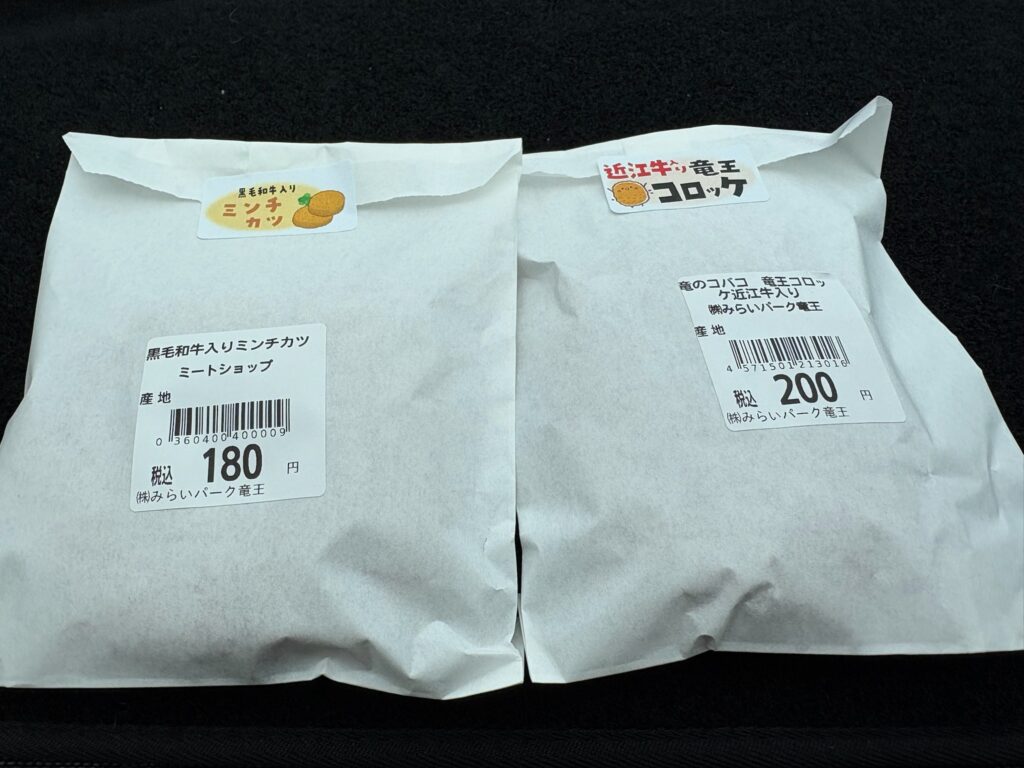 黒毛和牛入り
ミンチ
カツ
黒毛和牛入りミンチカツ
ミートショップ
産地
0 360400 400009
税込 180 円
㈱みらいパーク竜王
近江牛入り竜王
コロッケ
竜のコバコ 竜王コロッ
ケ近江牛入り
㈱みらいパーク竜王
産地
4 571501 213016
税込 200 円
㈱みらいパーク竜王